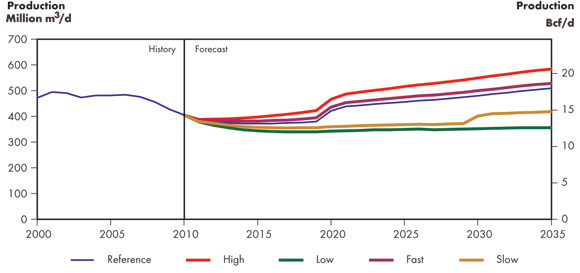 Production
Million m³/d
Production
Bcf/d
700
600
500
400
300
200
100
0
History
Forecast
20
15
10
5
0
2000
2005
2010
2015
2020
2025
2030
2035
Reference
High
Low
Fast
Slow